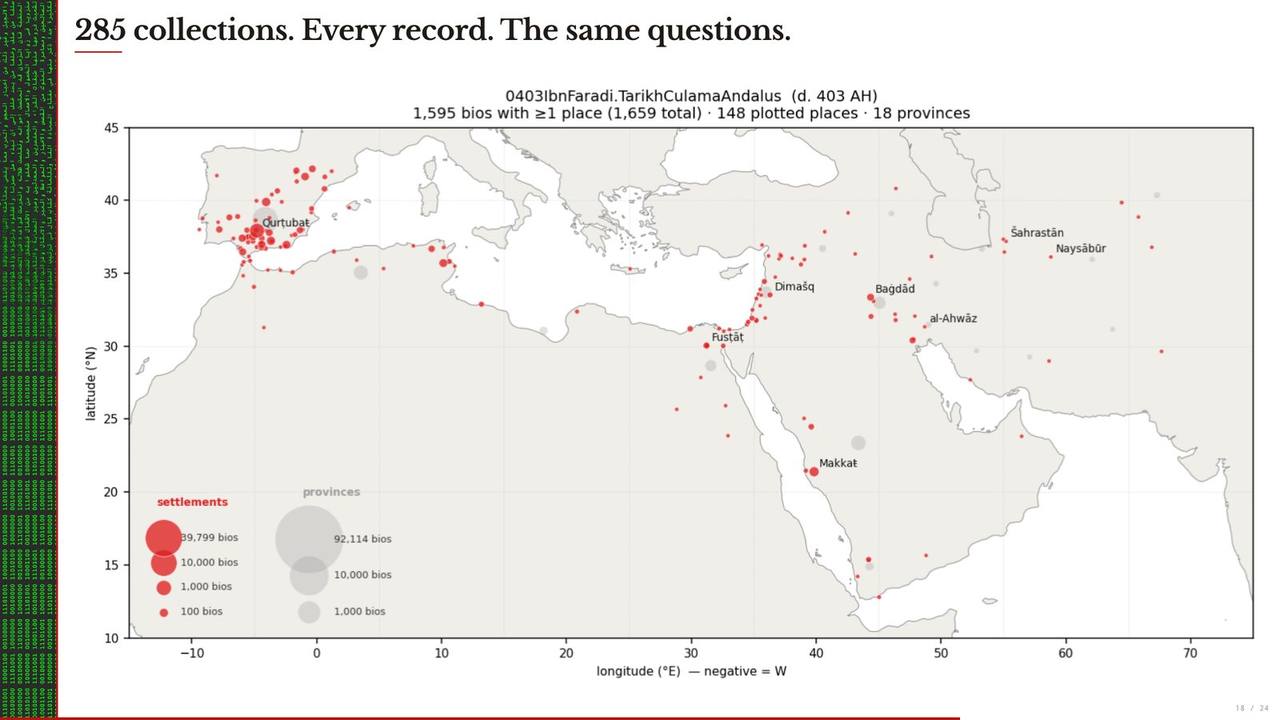 285 collections. Every record. The same questions.
0403IbnFaradi.TarikhCulamaAndalus (d. 403 AH)
1,595 bios with ≥1 place (1,659 total) · 148 plotted places · 18 provinces
45
40
35
30
25
20
15
10
latitude (°N)
Qurṭubaŧ
Dimašq
Fusṭāṭ
Baġdād
al-Ahwāz
Šahrastān
Naysābūr
Makkaŧ
settlements
39,799 bios
10,000 bios
1,000 bios
100 bios
provinces
92,114 bios
10,000 bios
1,000 bios
−10
0
10
20
30
40
50
60
70
longitude (°E) — negative = W
18 / 24